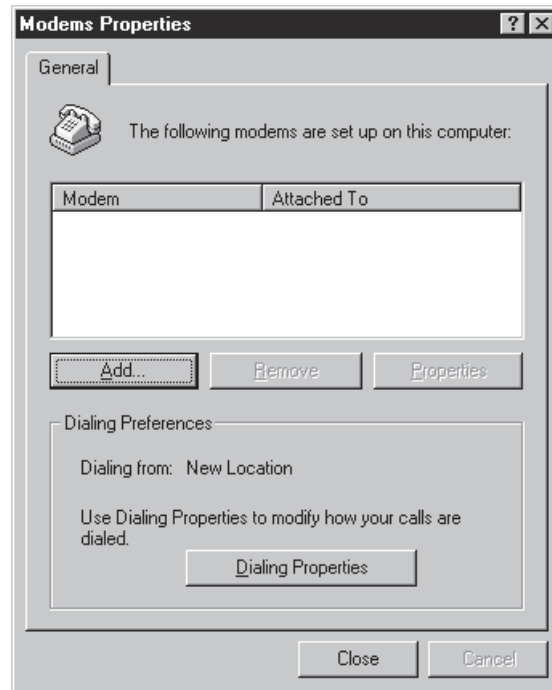 Modems Properties
General
The following modems are set up on this computer:
Modem Attached To
Add... Remove Properties
Dialing Preferences
Dialing from: New Location
Use Dialing Properties to modify how your calls are
dialed.
Dialing Properties
Close Cancel